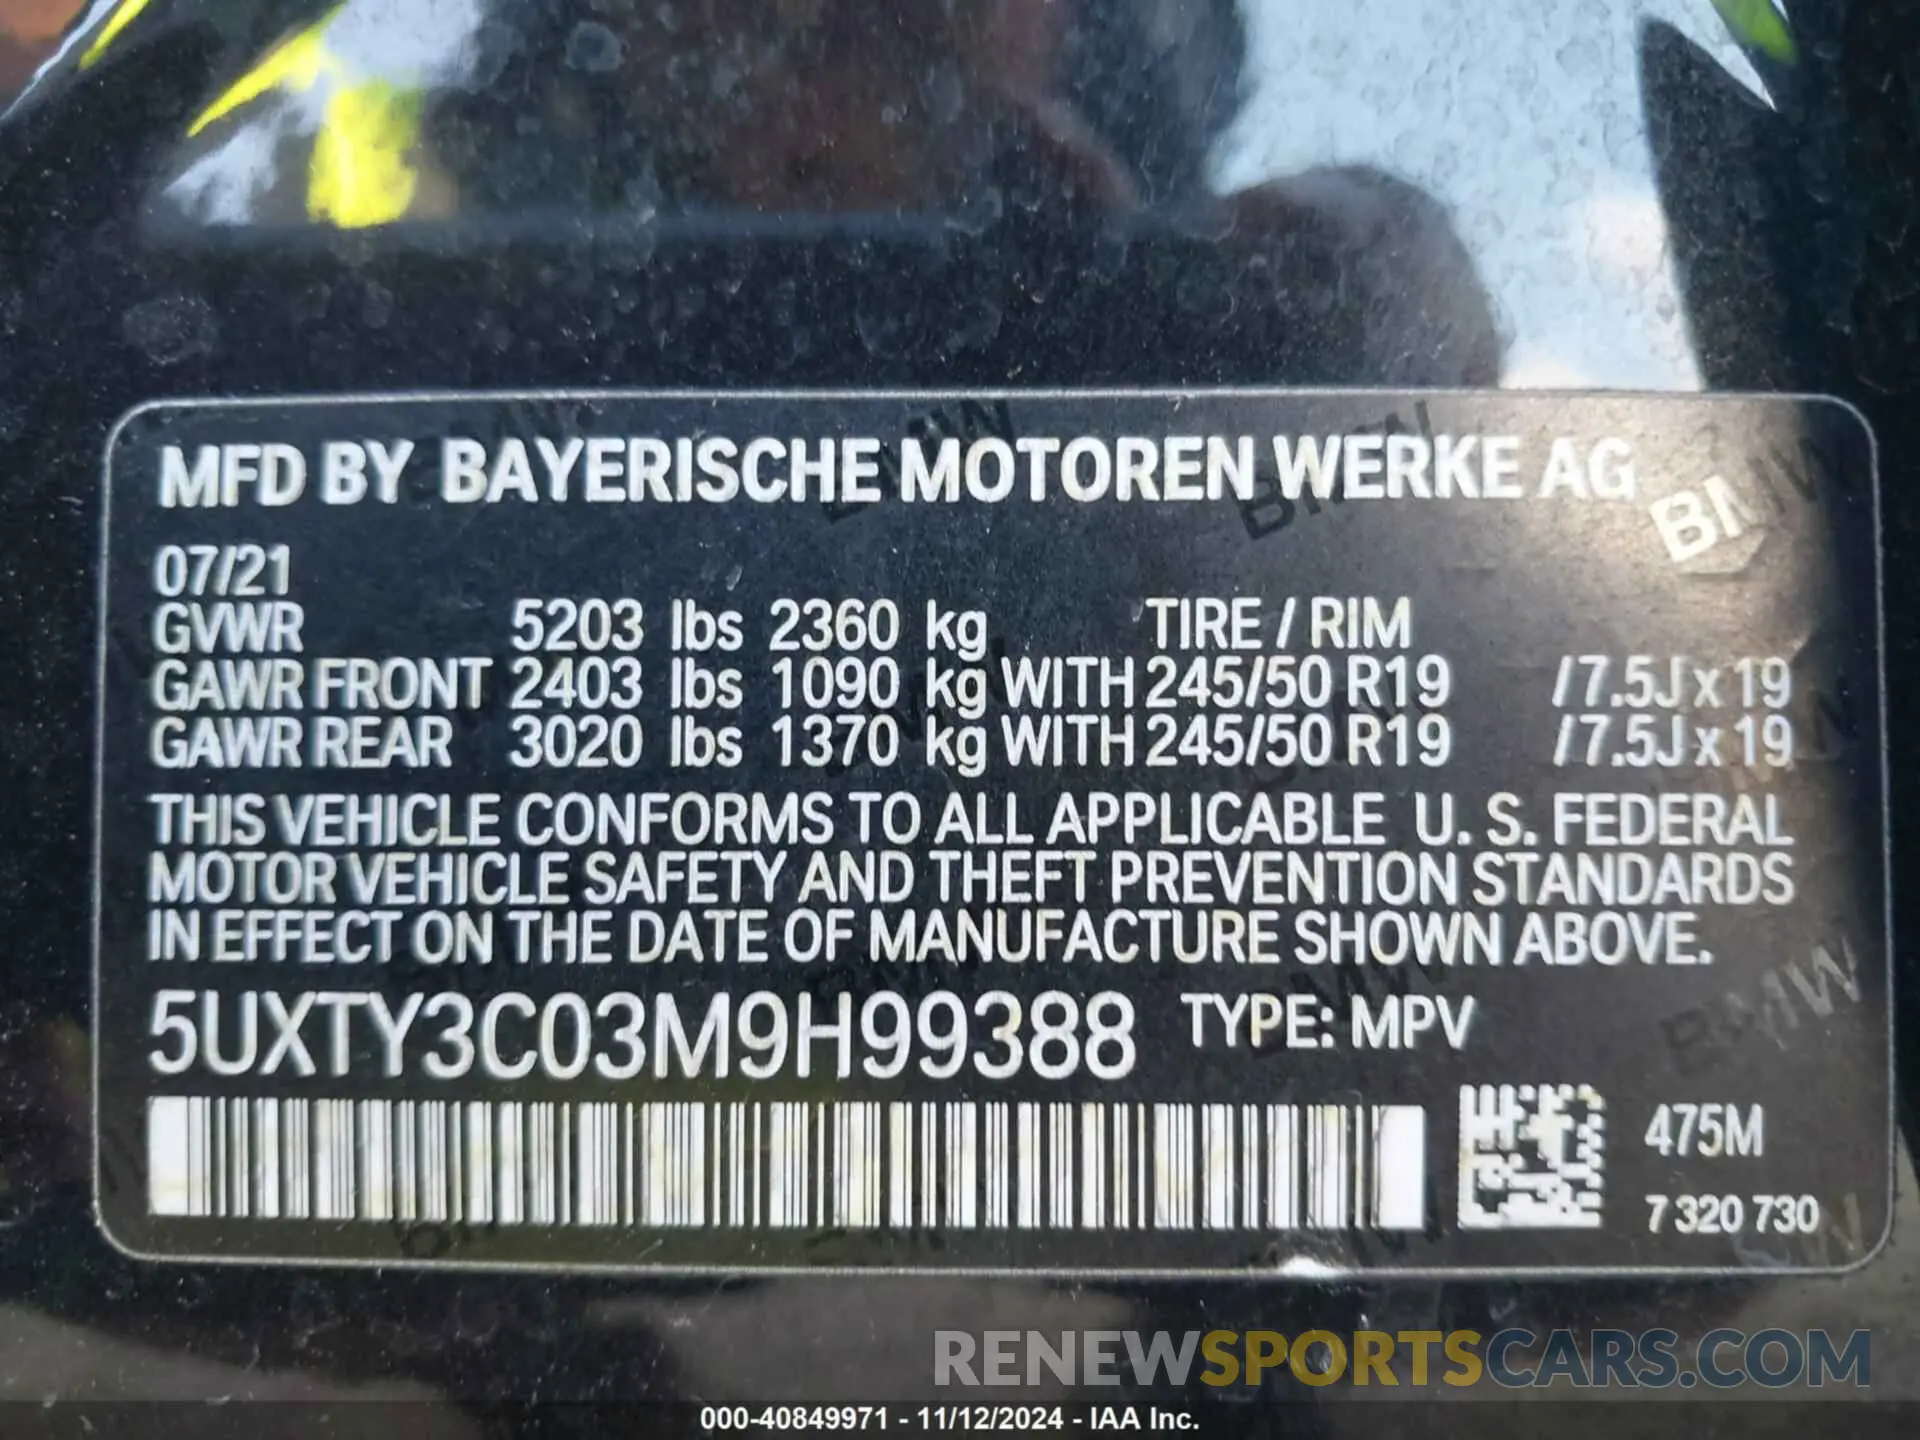 MFD BY BAYERISCHE MOTOREN WERKE AG
BMW
07/21
GVWR 5203 lbs 2360 kg TIRE / RIM
GAWR FRONT 2403 lbs 1090 kg WITH 245/50 R19 /7.5J x 19
GAWR REAR 3020 lbs 1370 kg WITH 245/50 R19 /7.5J x 19
THIS VEHICLE CONFORMS TO ALL APPLICABLE U. S. FEDERAL
MOTOR VEHICLE SAFETY AND THEFT PREVENTION STANDARDS
IN EFFECT ON THE DATE OF MANUFACTURE SHOWN ABOVE.
5UXTY3C03M9H99388 TYPE: MPV
475M
7 320 730
RENEWSPORTSCARS.COM
000-40849971 - 11/12/2024 - IAA Inc.